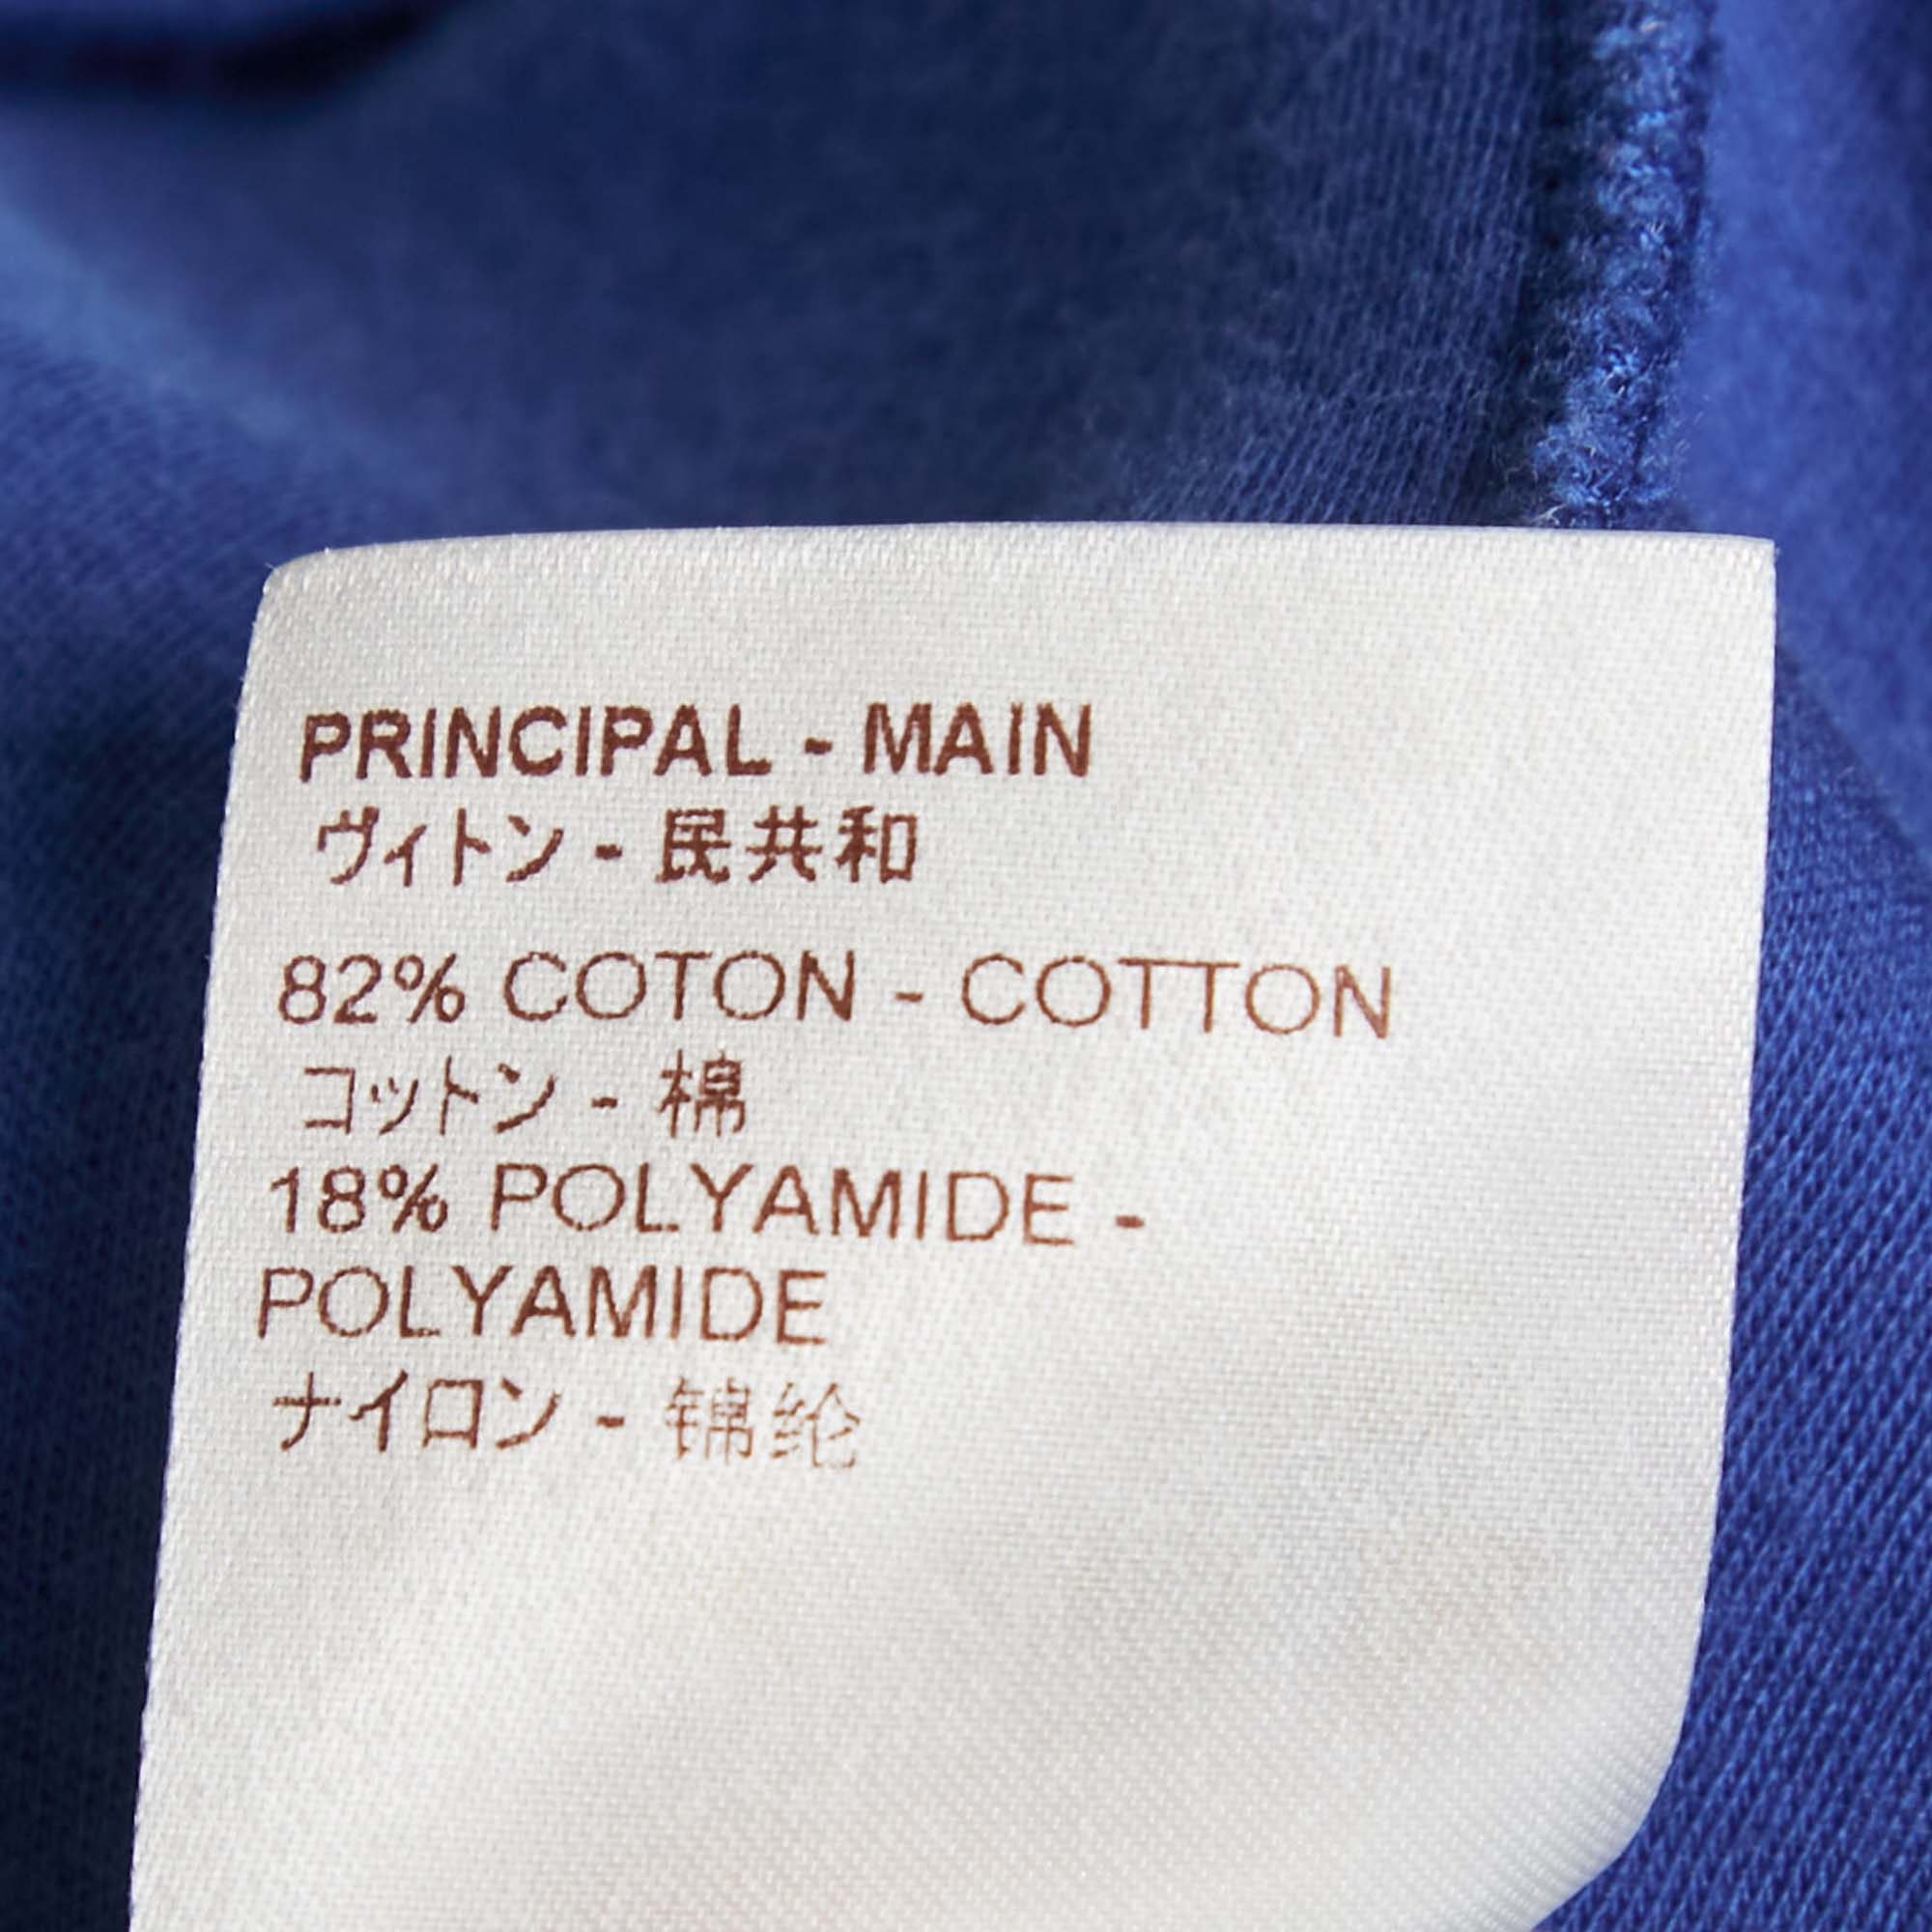 PRINCIPAL - MAIN
ヴィトン - 民共和
82% COTON - COTTON
コットン - 棉
18% POLYAMIDE -
POLYAMIDE
ナイロン - 锦纶